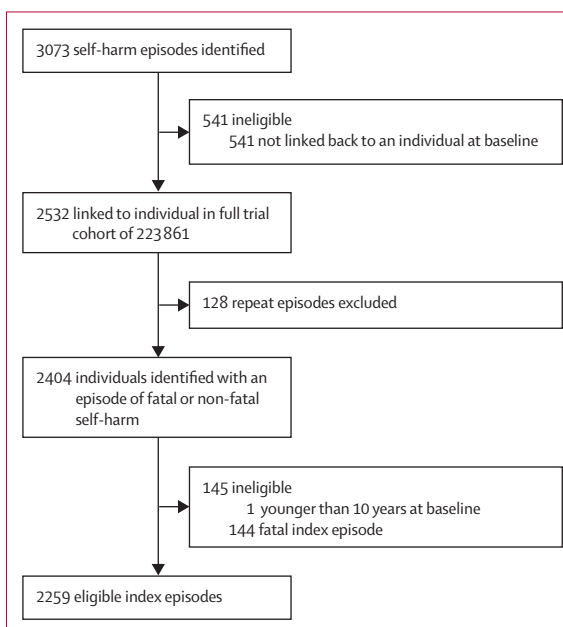 3073 self-harm episodes identified
541 ineligible
541 not linked back to an individual at baseline
2532 linked to individual in full trial
cohort of 223 861
128 repeat episodes excluded
2404 individuals identified with an
episode of fatal or non-fatal
self-harm
145 ineligible
1 younger than 10 years at baseline
144 fatal index episode
2259 eligible index episodes